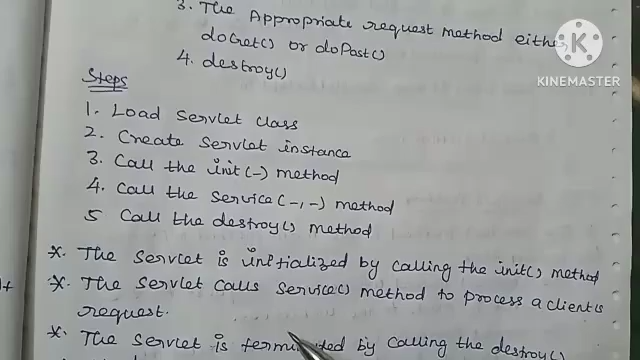 3. The Appropriate request method either
doGet() or doPost()
4. destroy()
Steps
1. Load Servlet class
2. Create Servlet instance
3. Call the init(-) method
4. Call the Service(-,-) method
5 Call the destroy() method
*. The Servlet is initialized by calling the init() method
*. The Servlet calls Service() method to process a client's
request.
*. The Servlet is terminated by calling the destroy()
K
KINEMASTER